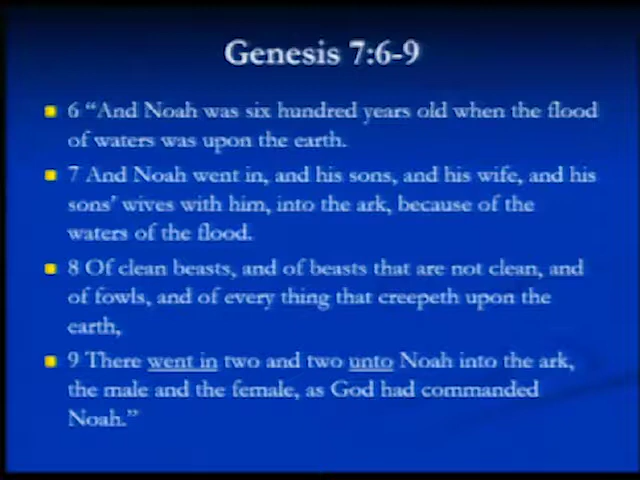 Genesis 7:6-9
6 “And Noah was six hundred years old when the flood
of waters was upon the earth.
7 And Noah went in, and his sons, and his wife, and his
sons’ wives with him, into the ark, because of the
waters of the flood.
8 Of clean beasts, and of beasts that are not clean, and
of fowls, and of every thing that creepeth upon the
earth,
9 There went in two and two unto Noah into the ark,
the male and the female, as God had commanded
Noah.”